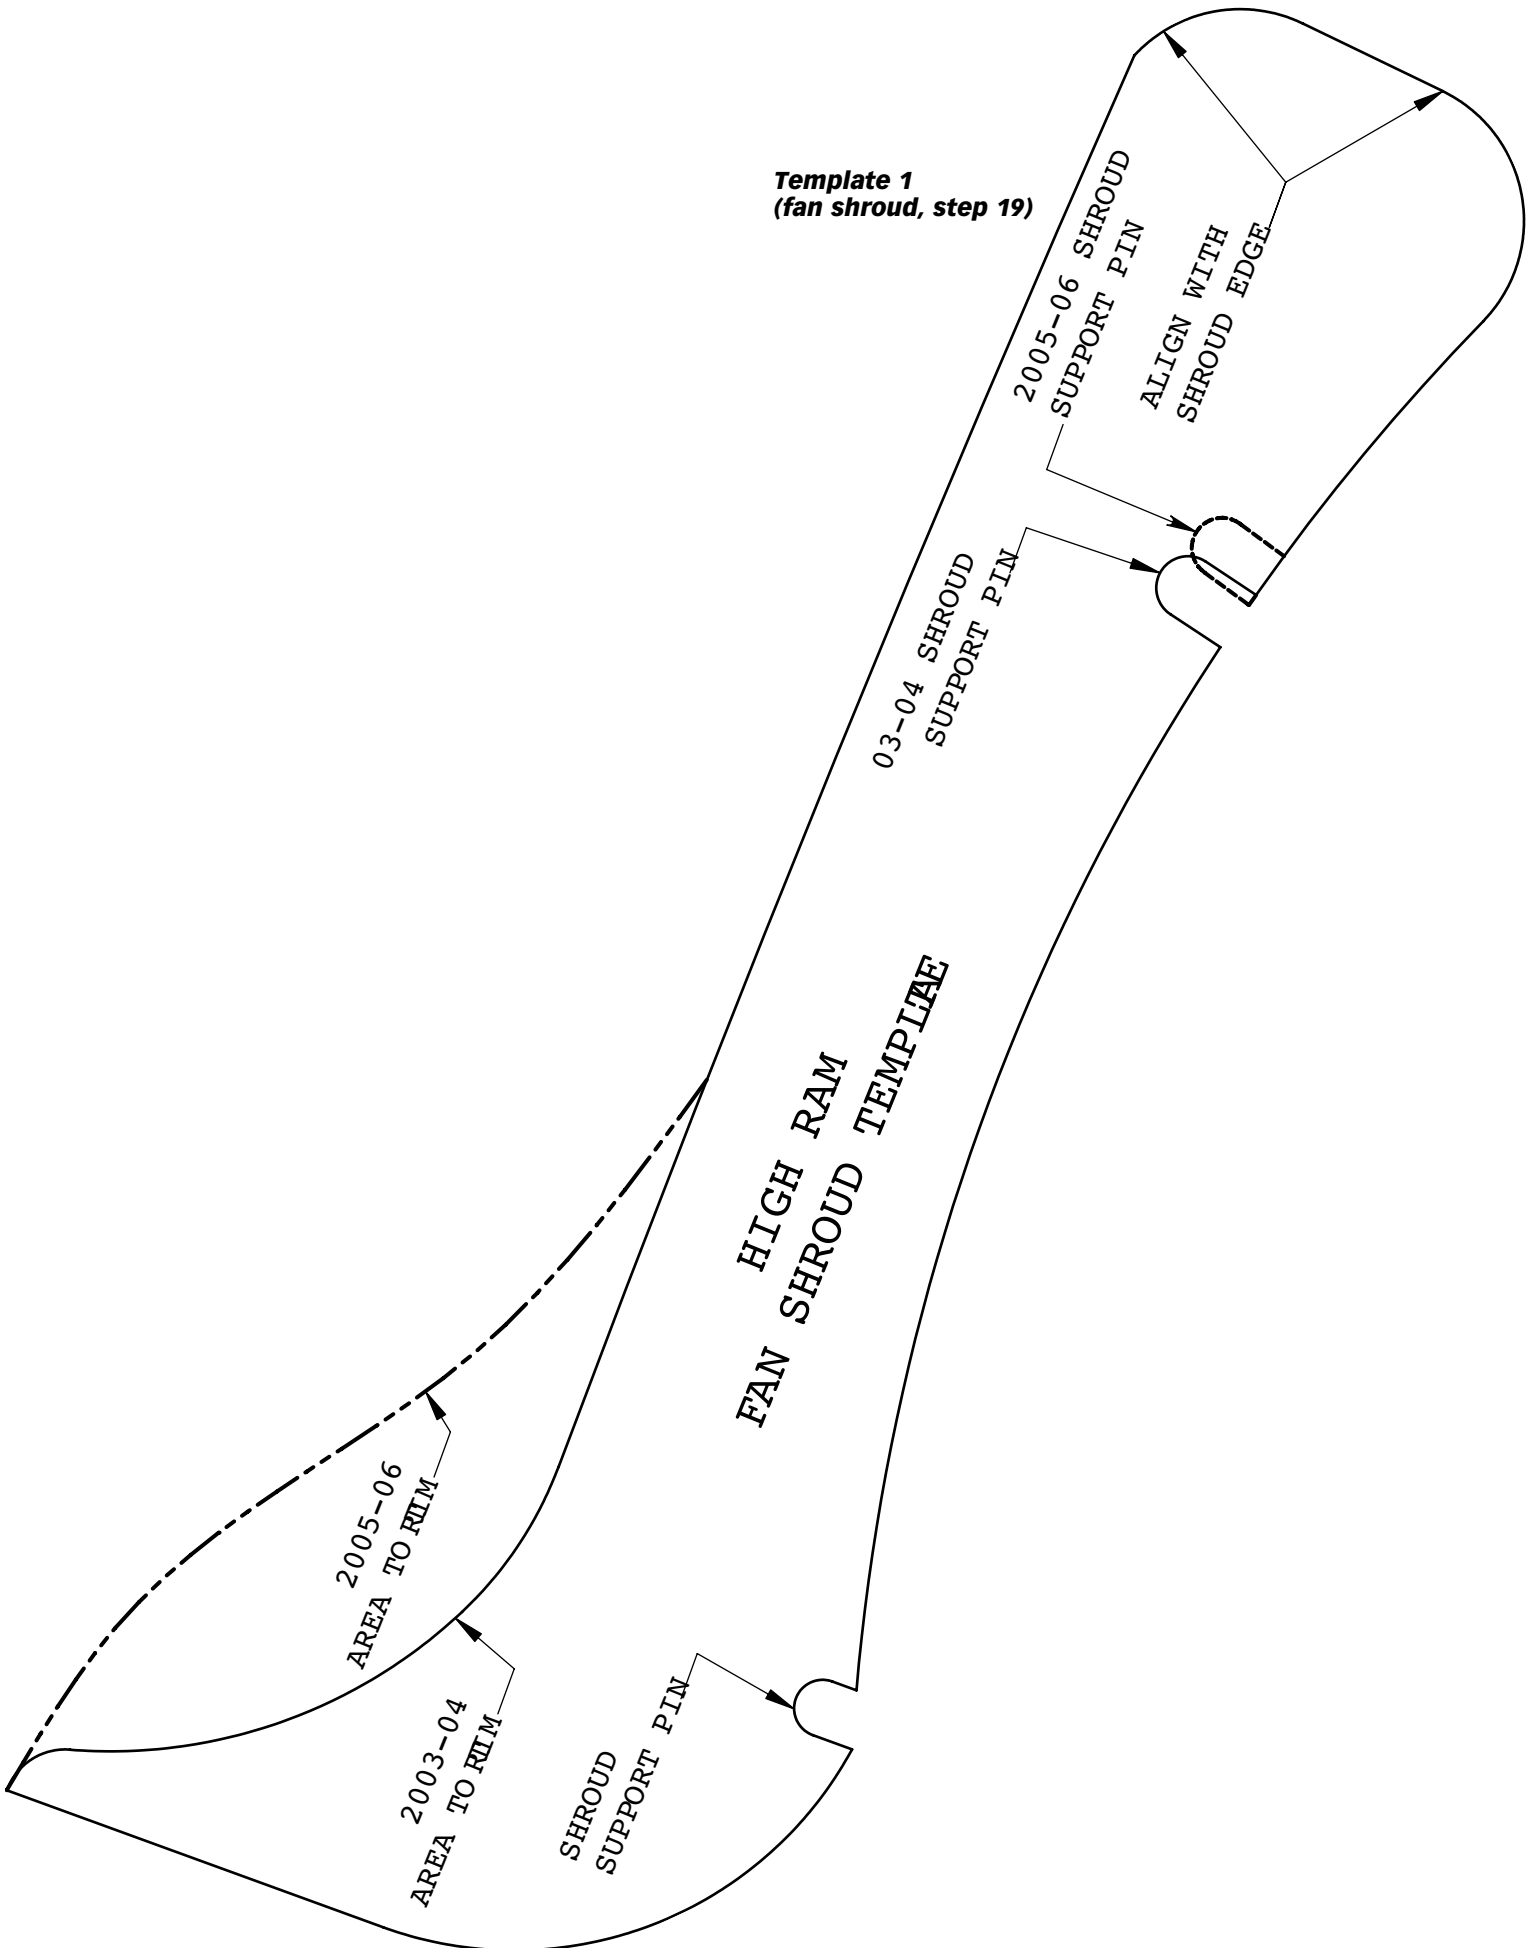 Template 1
(fan shroud, step 19)
2005-06 SHROUD
SUPPORT PIN
ALIGN WITH
SHROUD EDGE
03-04 SHROUD
SUPPORT PIN
HIGH RAM
FAN SHROUD TEMPLATE
2005-06
AREA TO TRIM
2003-04
AREA TO TRIM
SHROUD
SUPPORT PIN